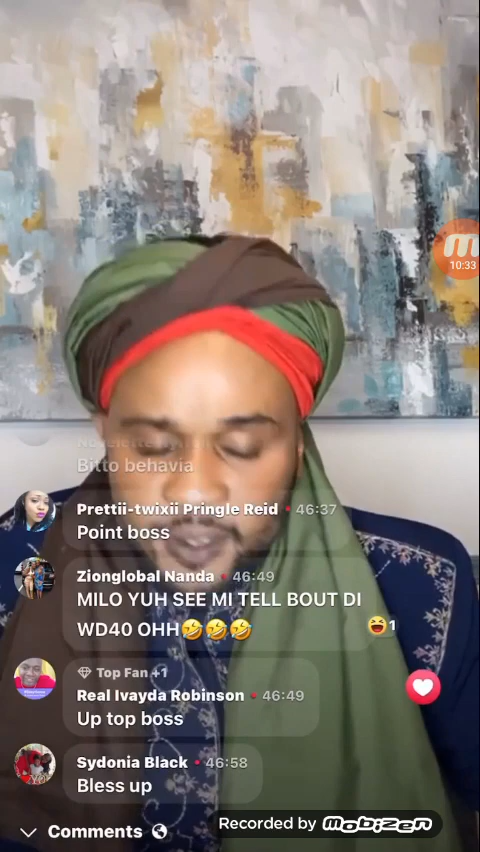 10:33
Bitto behavia
Prettii-twixii Pringle Reid • 46:37
Point boss
Zionglobal Nanda • 46:49
MILO YUH SEE MI TELL BOUT DI
WD40 OHH🤣🤣🤣
1
Top Fan +1
Real Ivayda Robinson • 46:49
Up top boss
Sydonia Black • 46:58
Bless up
Comments
Recorded by mobizen